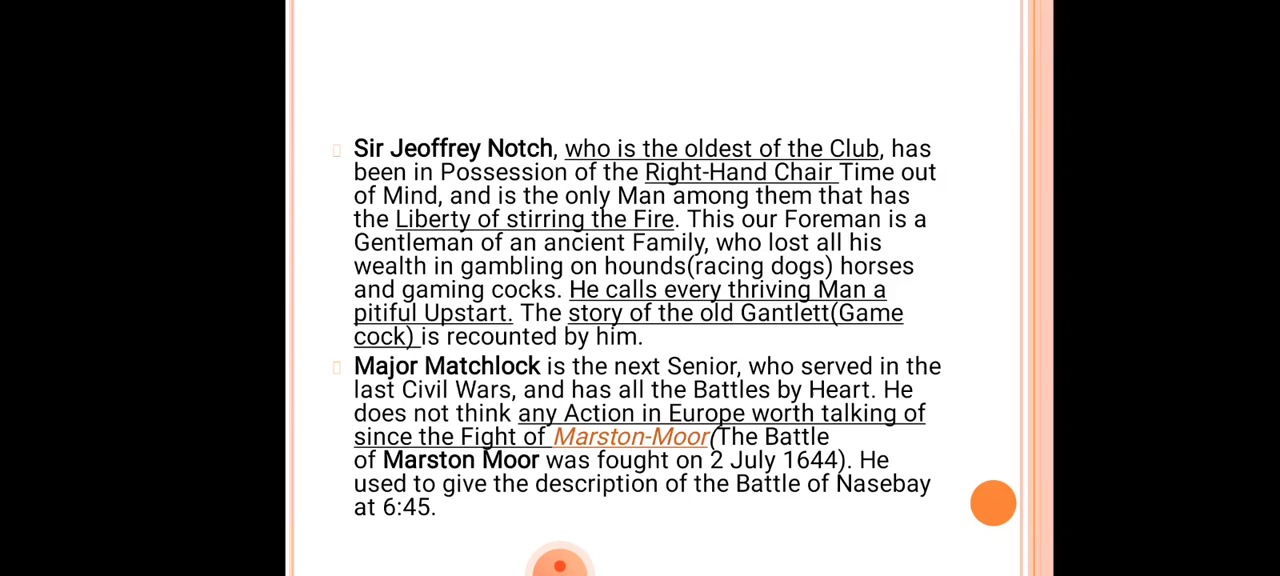 Sir Jeoffrey Notch, who is the oldest of the Club, has
been in Possession of the Right-Hand Chair Time out
of Mind, and is the only Man among them that has
the Liberty of stirring the Fire. This our Foreman is a
Gentleman of an ancient Family, who lost all his
wealth in gambling on hounds(racing dogs) horses
and gaming cocks. He calls every thriving Man a
pitiful Upstart. The story of the old Gantlett(Game
cock) is recounted by him.
Major Matchlock is the next Senior, who served in the
last Civil Wars, and has all the Battles by Heart. He
does not think any Action in Europe worth talking of
since the Fight of Marston-Moor(The Battle
of Marston Moor was fought on 2 July 1644). He
used to give the description of the Battle of Nasebay
at 6:45.